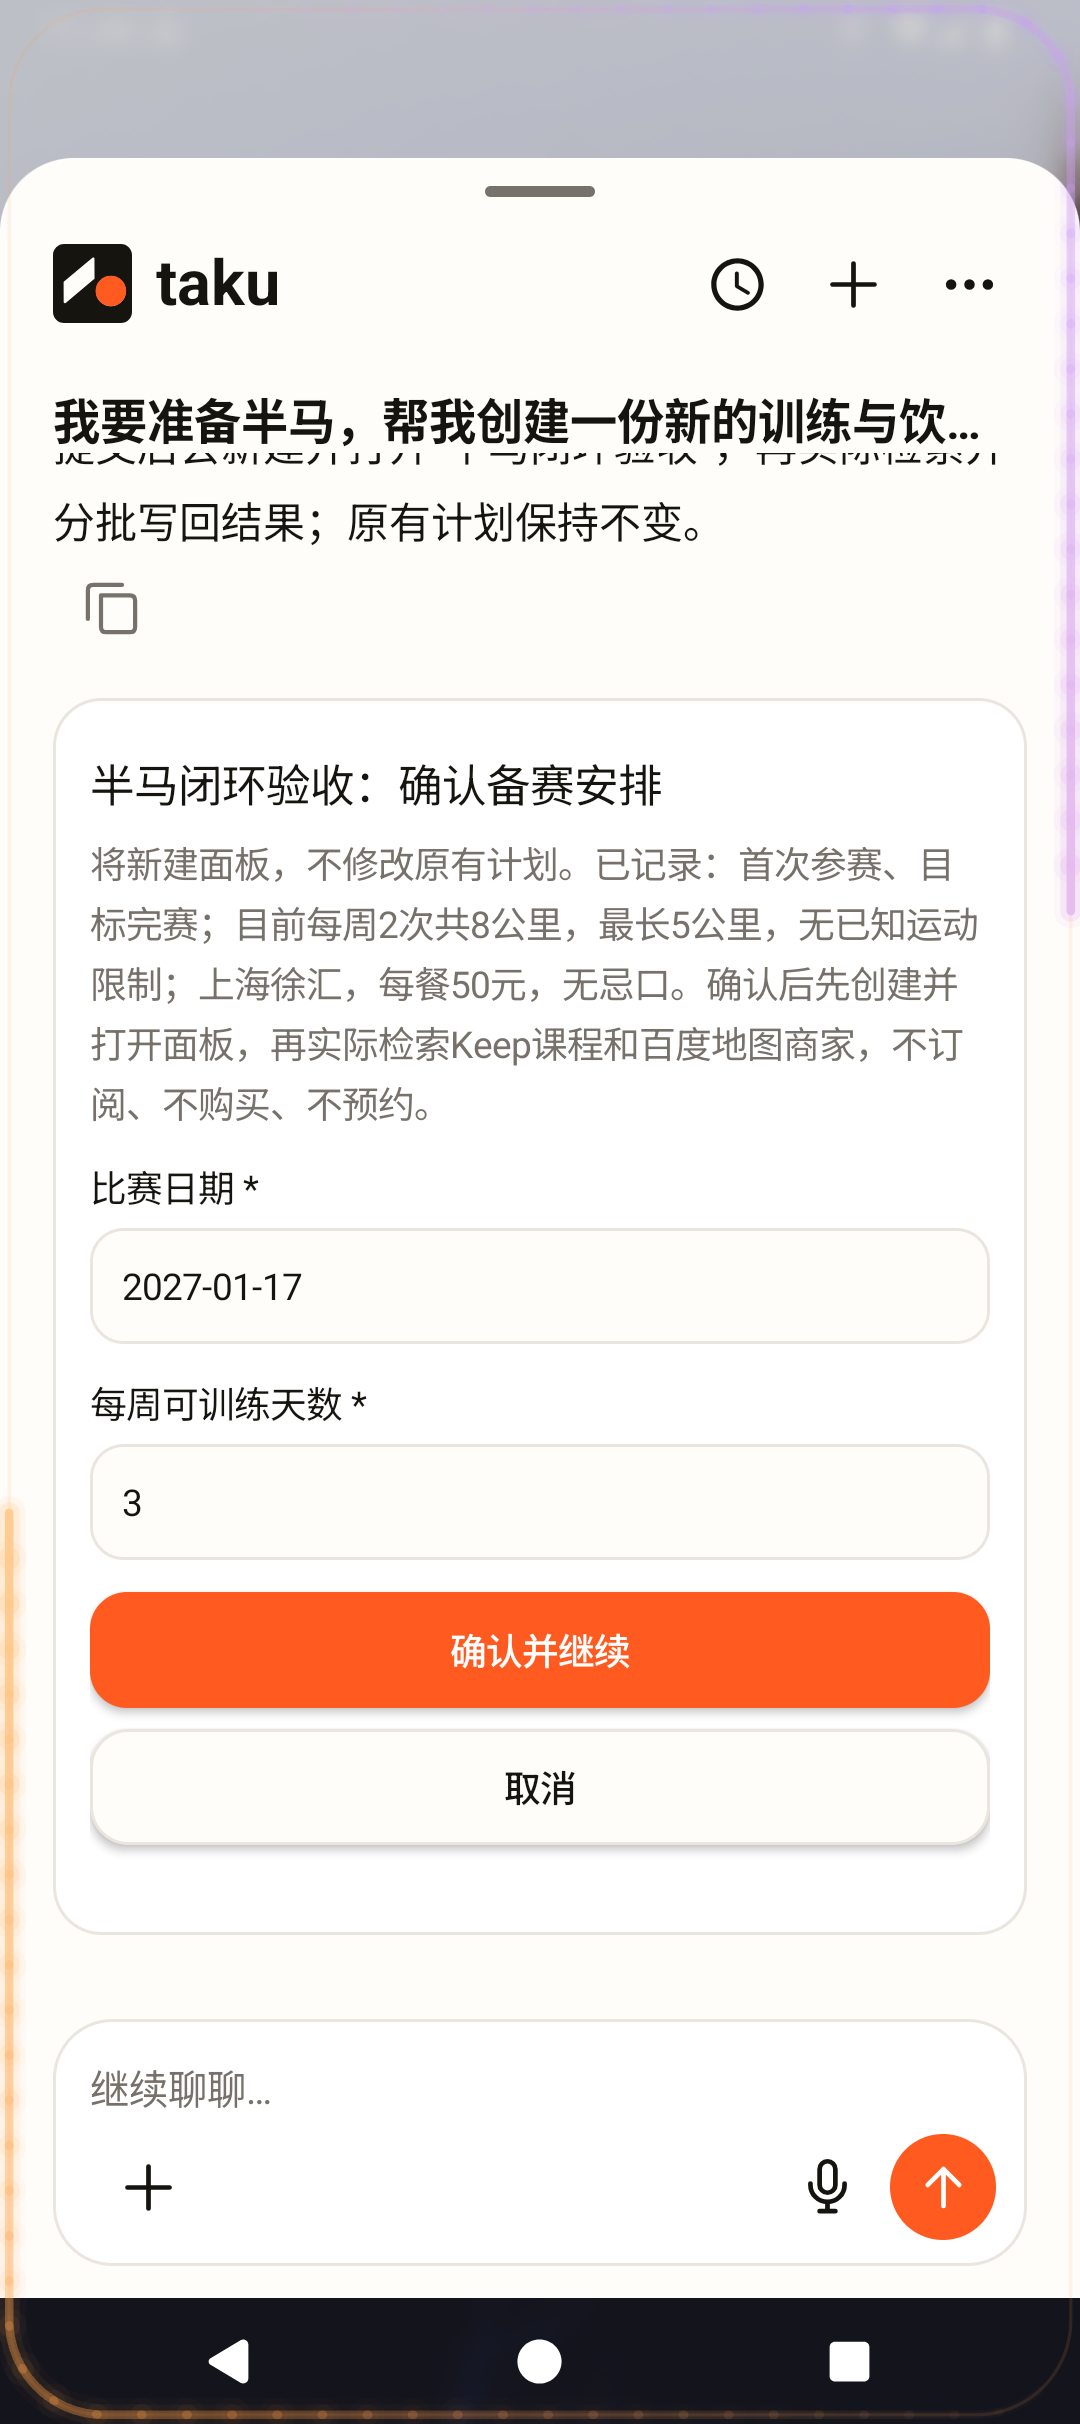 taku
我要准备半马，帮我创建一份新的训练与饮...
分批写回结果；原有计划保持不变。
半马闭环验收：确认备赛安排
将新建面板，不修改原有计划。已记录：首次参赛、目
标完赛；目前每周2次共8公里，最长5公里，无已知运动
限制；上海徐汇，每餐50元，无忌口。确认后先创建并
打开面板，再实际检索Keep课程和百度地图商家，不订
阅、不购买、不预约。
比赛日期 *
2027-01-17
每周可训练天数 *
3
确认并继续
取消
继续聊聊...